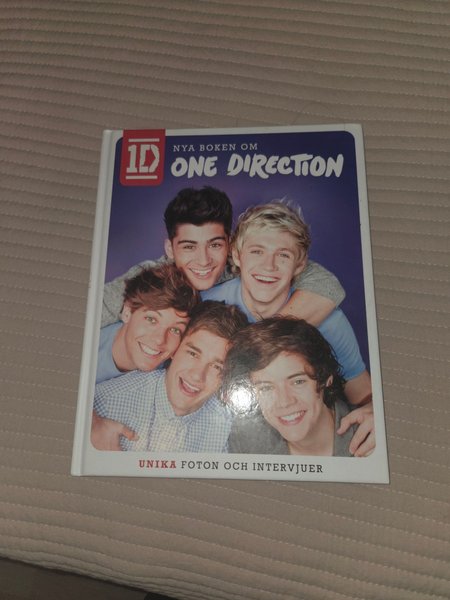 1D
NYA BOKEN OM
ONE DIRECTION
UNIKA FOTON OCH INTERVJUER